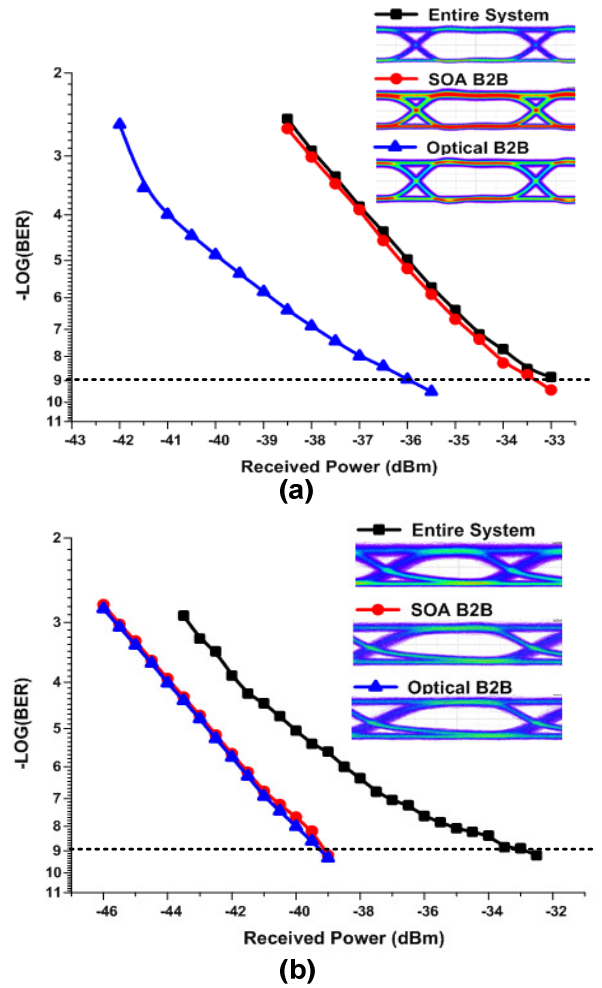 Entire System
SOA B2B
Optical B2B
-LOG(BER)
2
3
4
5
6
7
8
9
10
11
-43 -42 -41 -40 -39 -38 -37 -36 -35 -34 -33 -32
Received Power (dBm)
(a)
Entire System
SOA B2B
Optical B2B
-LOG(BER)
2
3
4
5
6
7
8
9
10
11
-46 -44 -42 -40 -38 -36 -34 -32
Received Power (dBm)
(b)